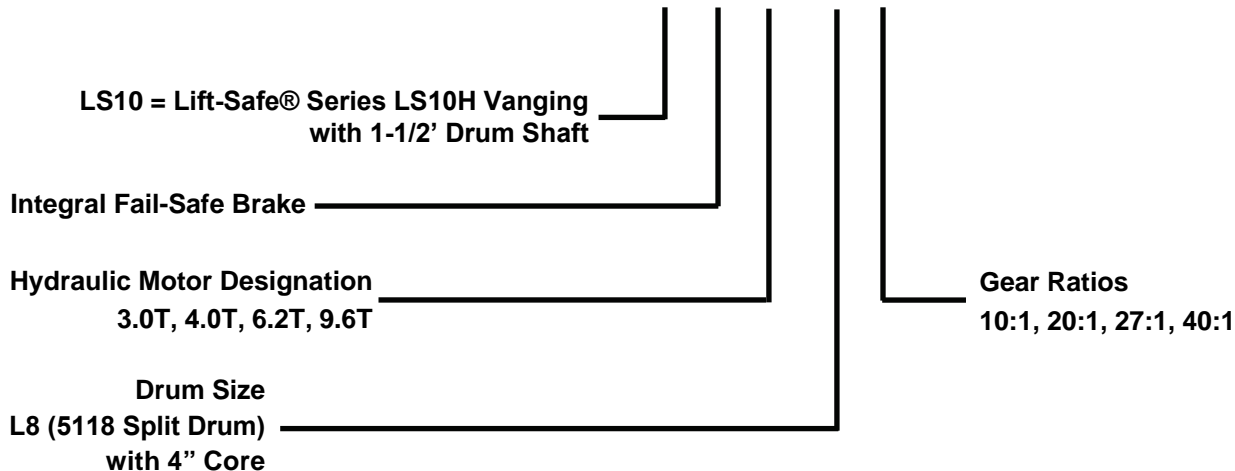 LS10 = Lift-Safe® Series LS10H Vanging
with 1-1/2’ Drum Shaft
Integral Fail-Safe Brake
Hydraulic Motor Designation
3.0T, 4.0T, 6.2T, 9.6T
Gear Ratios
10:1, 20:1, 27:1, 40:1
Drum Size
L8 (5118 Split Drum)
with 4” Core